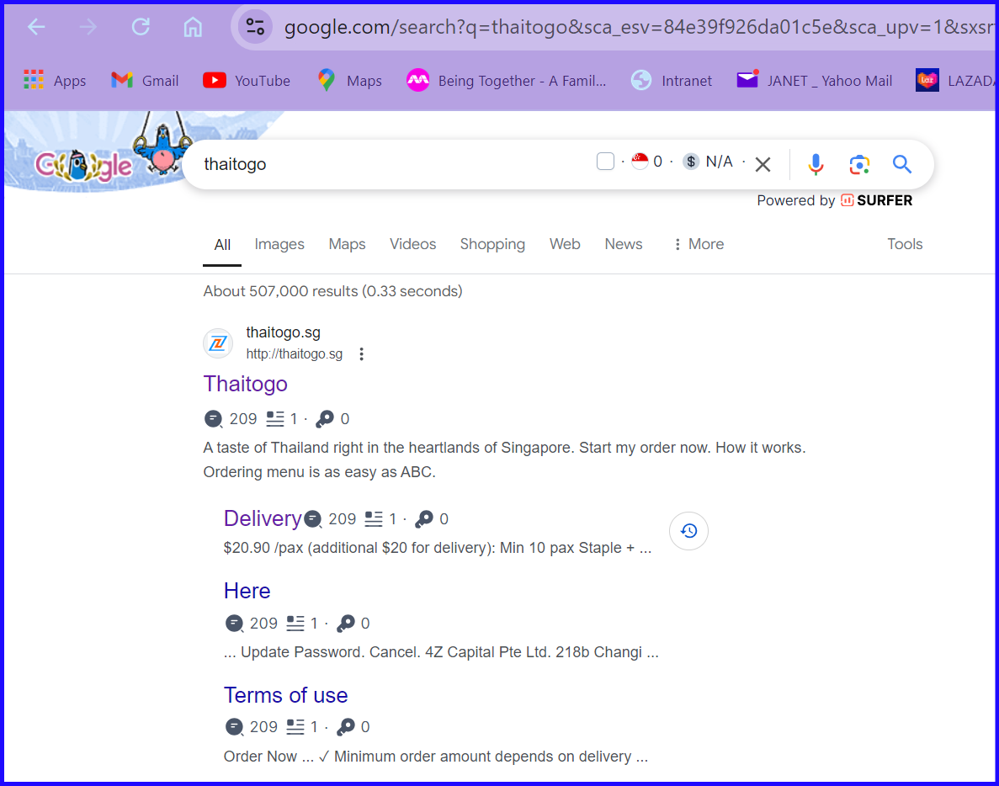 google.com/search?q=thaitogo&sca_esv=84e39f926da01c5e&sca_upv=1&sxsr
Apps Gmail YouTube Maps Being Together - A Famil... Intranet JANET _ Yahoo Mail LAZADA
Google
thaitogo 0 · $ N/A ·
Powered by SURFER
All Images Maps Videos Shopping Web News More Tools
About 507,000 results (0.33 seconds)
thaitogo.sg
http://thaitogo.sg
Thaitogo
209 1 · 0
A taste of Thailand right in the heartlands of Singapore. Start my order now. How it works.
Ordering menu is as easy as ABC.
Delivery 209 1 · 0
$20.90 /pax (additional $20 for delivery): Min 10 pax Staple + ...
Here
209 1 · 0
... Update Password. Cancel. 4Z Capital Pte Ltd. 218b Changi ...
Terms of use
209 1 · 0
Order Now ... ✓ Minimum order amount depends on delivery ...